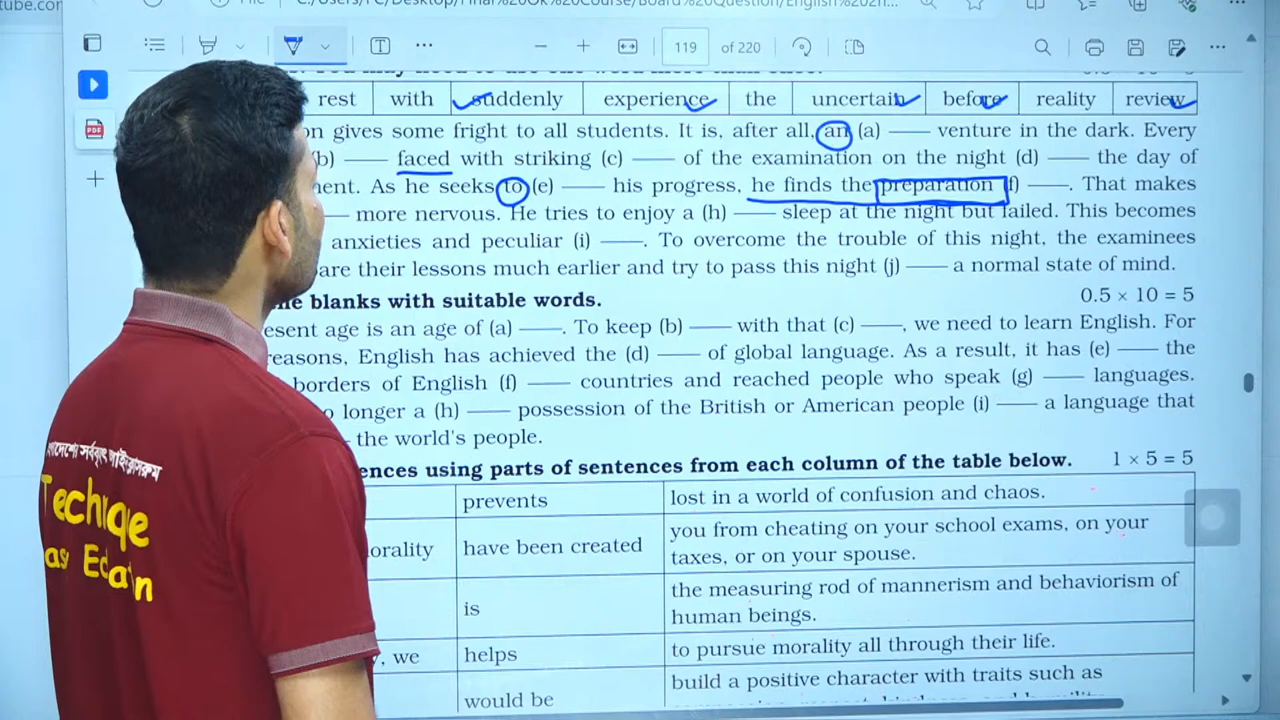 119 of 220
rest with suddenly experience the uncertain before reality review
on gives some fright to all students. It is, after all, an (a) —— venture in the dark. Every
(b) —— faced with striking (c) —— of the examination on the night (d) —— the day of
ent. As he seeks to (e) —— his progress, he finds the preparation f) ——. That makes
—— more nervous. He tries to enjoy a (h) —— sleep at the night but failed. This becomes
anxieties and peculiar (i) ——. To overcome the trouble of this night, the examinees
are their lessons much earlier and try to pass this night (j) —— a normal state of mind.
he blanks with suitable words. 0.5 × 10 = 5
esent age is an age of (a) ——. To keep (b) —— with that (c) ——, we need to learn English. For
reasons, English has achieved the (d) —— of global language. As a result, it has (e) —— the
borders of English (f) —— countries and reached people who speak (g) —— languages.
o longer a (h) —— possession of the British or American people (i) —— a language that
—— the world's people.
ences using parts of sentences from each column of the table below. 1 × 5 = 5
prevents lost in a world of confusion and chaos.
orality have been created you from cheating on your school exams, on your
taxes, or on your spouse.
is the measuring rod of mannerism and behaviorism of
human beings.
y, we helps to pursue morality all through their life.
would be build a positive character with traits such as
Technique